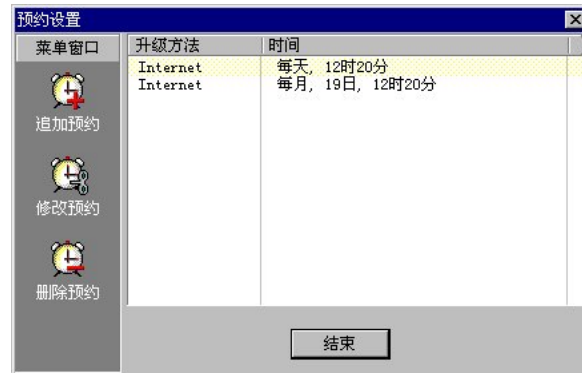 预约设置
菜单窗口
追加预约
修改预约
删除预约
升级方法 时间
Internet 每天, 12时20分
Internet 每月, 19日, 12时20分
结束